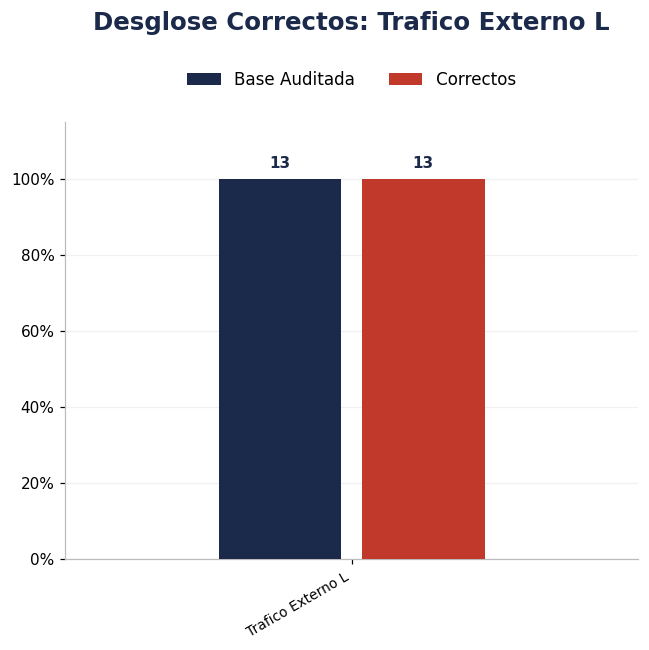 Desglose Correctos: Trafico Externo L
Base Auditada
Correctos
13
13
100%
80%
60%
40%
20%
0%
Trafico Externo L